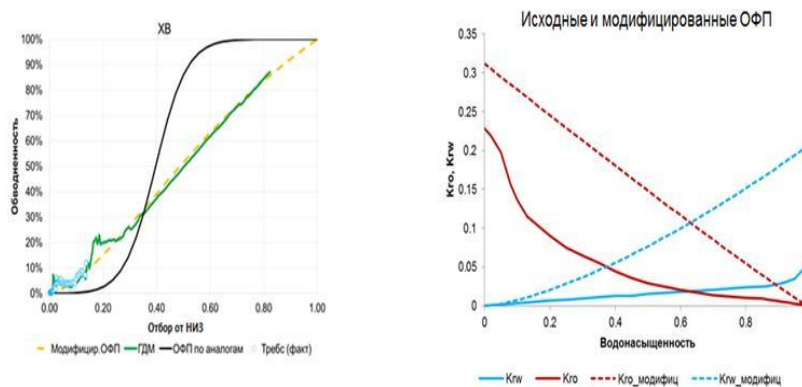 ХВ
100%
90%
80%
70%
60%
50%
40%
30%
20%
10%
0%
Обводненность
0.00 0.20 0.40 0.60 0.80 1.00
Отбор от НИЗ
Модифицир.ОФП ГДМ ОФП по аналогам Требс (факт)
Исходные и модифицированные ОФП
0.35
0.3
0.25
0.2
0.15
0.1
0.05
0
Kro, Krw
0 0.2 0.4 0.6 0.8
Водонасыщенность
Krw Kro Kro_модифиц Krw_модифиц